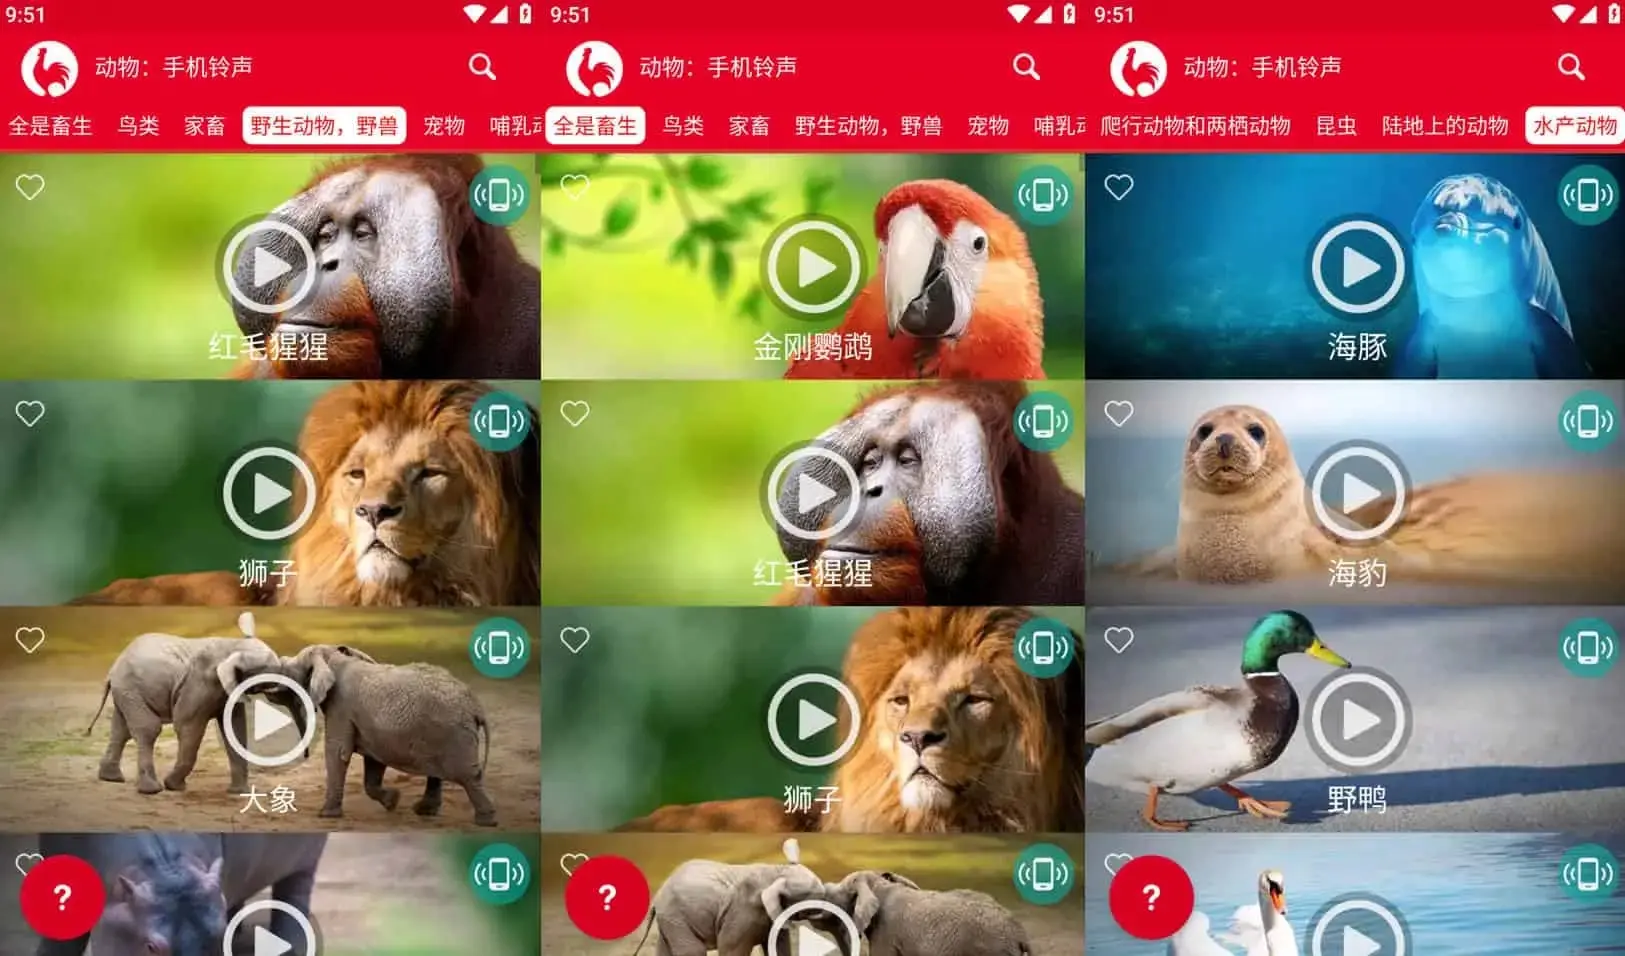 9:51
动物：手机铃声
全是畜生 鸟类 家畜 野生动物，野兽 宠物 哺乳动
红毛猩猩
狮子
大象
?
9:51
动物：手机铃声
全是畜生 鸟类 家畜 野生动物，野兽 宠物 哺乳动
金刚鹦鹉
红毛猩猩
狮子
?
9:51
动物：手机铃声
爬行动物和两栖动物 昆虫 陆地上的动物 水产动物
海豚
海豹
野鸭
?